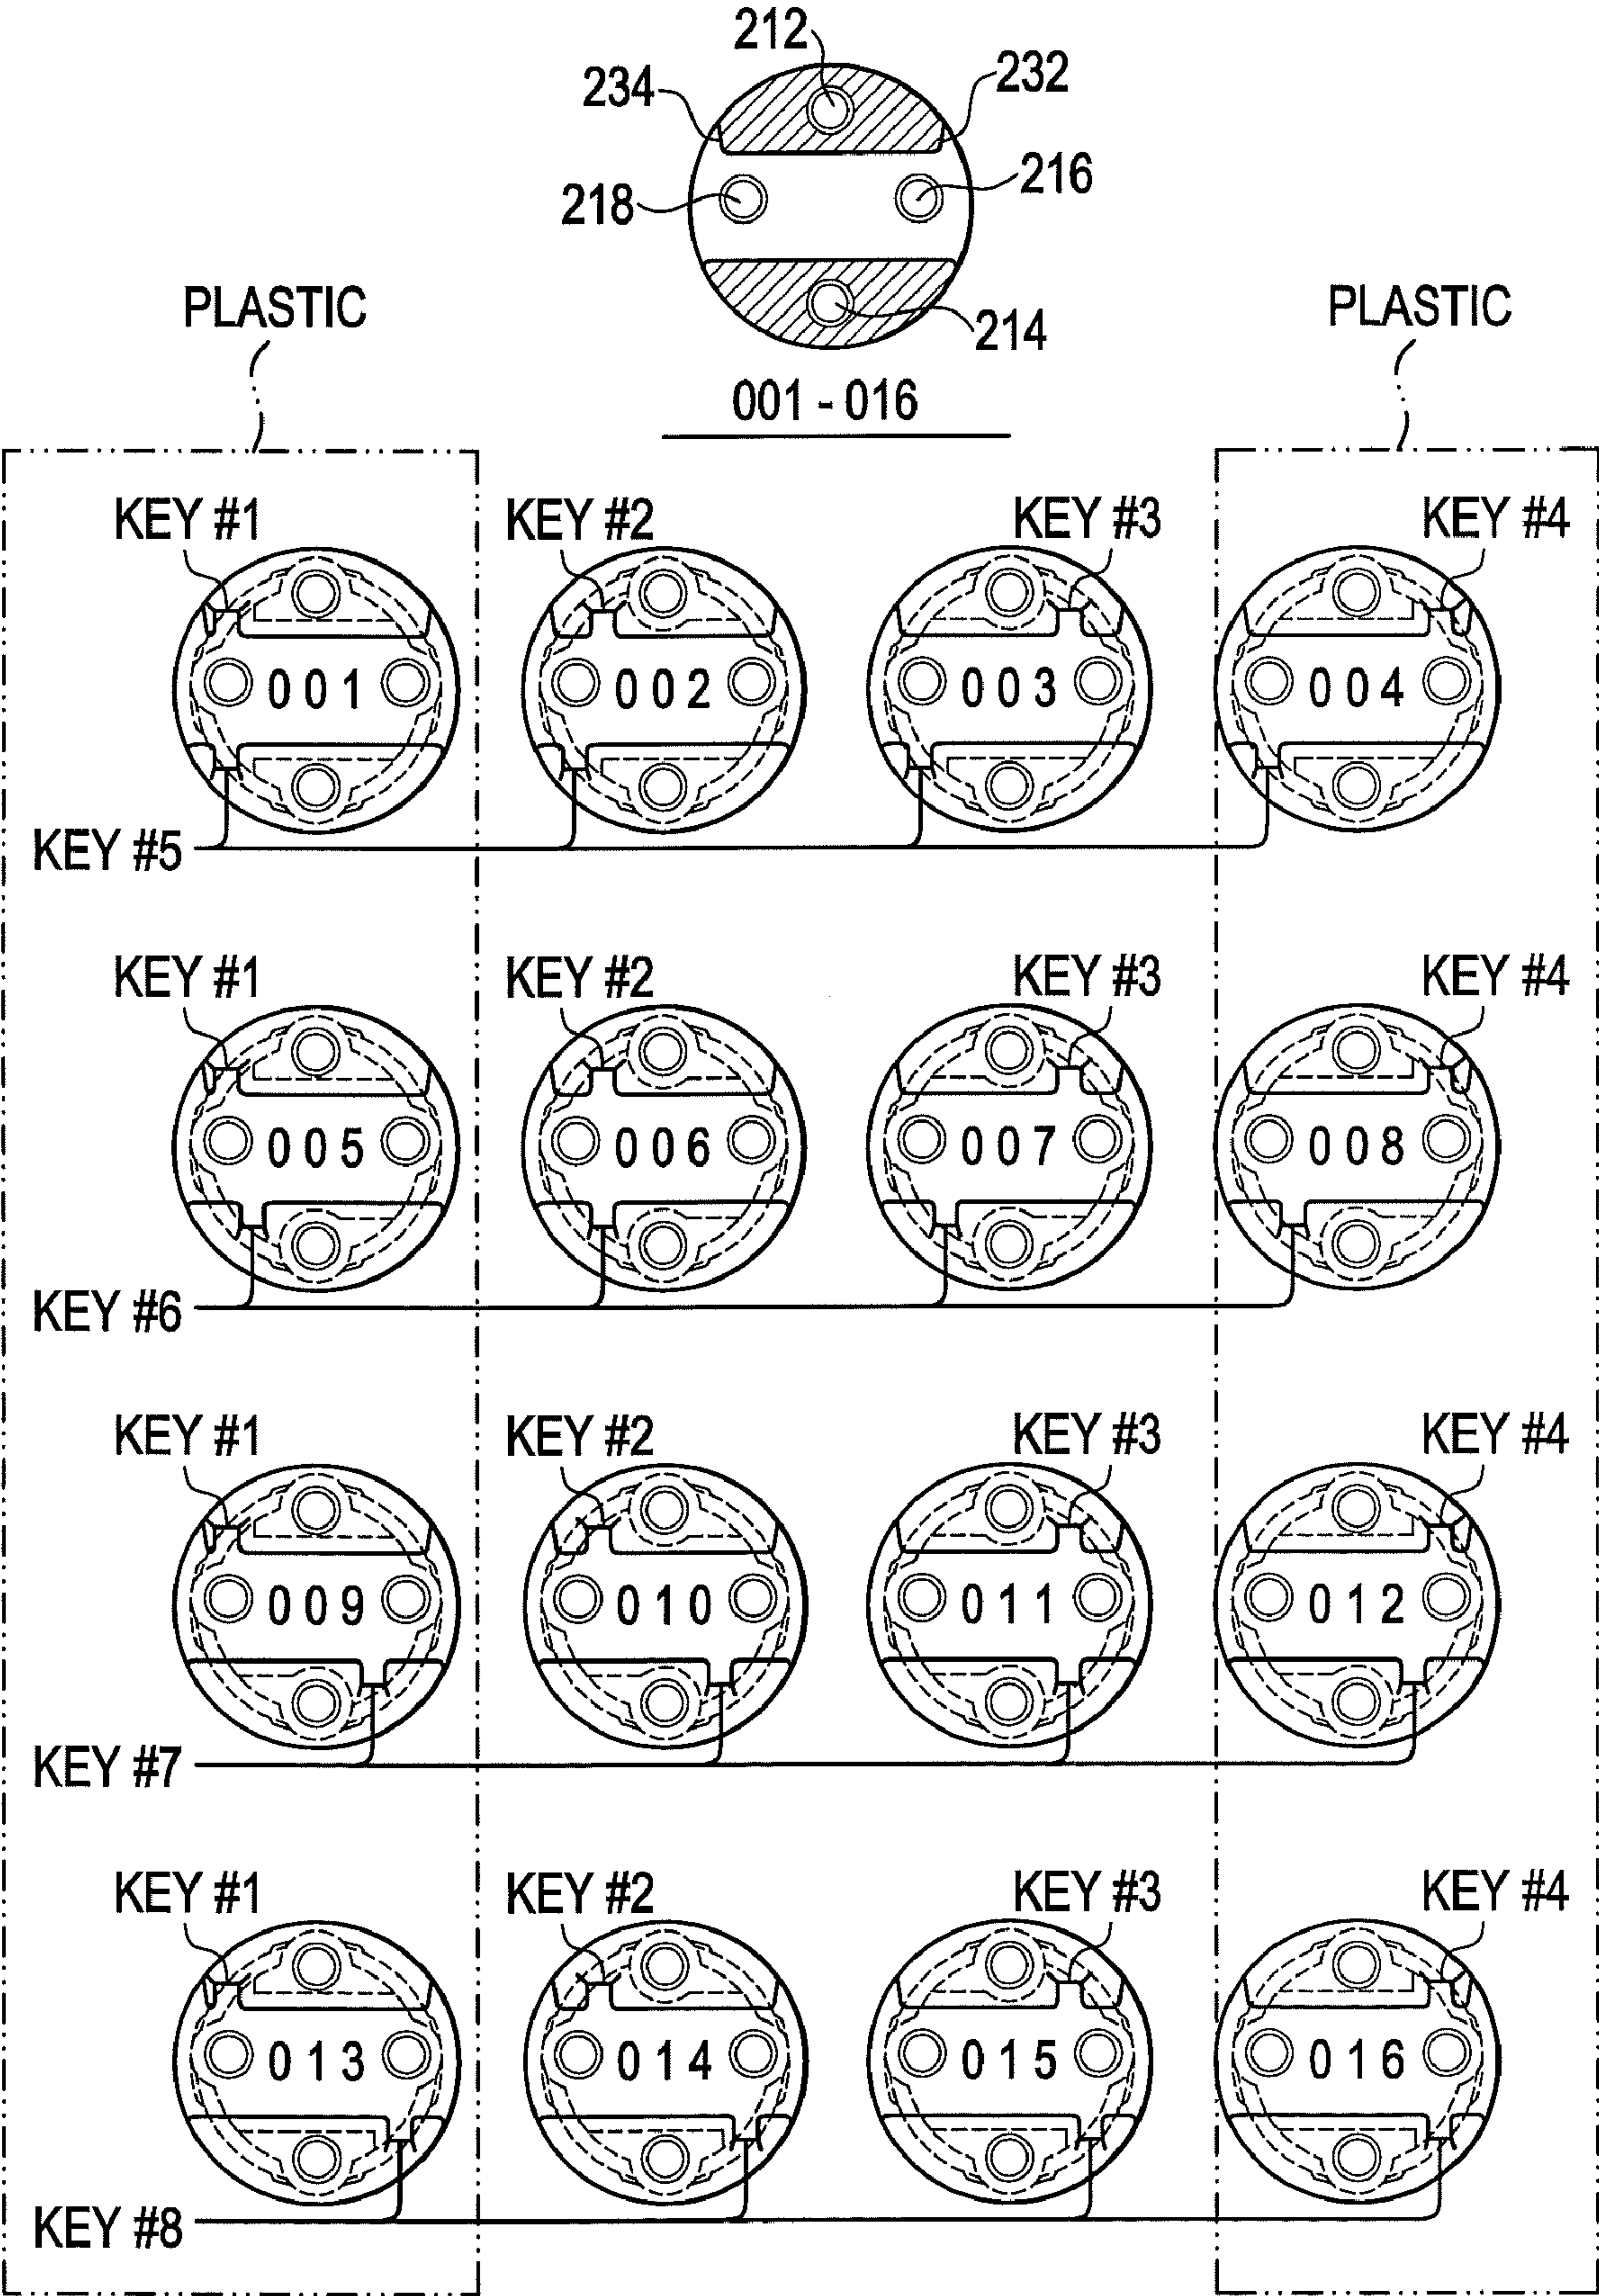 212
234
232
218
216
214
PLASTIC
PLASTIC
001 - 016
KEY #1 KEY #2 KEY #3 KEY #4
001 002 003 004
KEY #5
KEY #1 KEY #2 KEY #3 KEY #4
005 006 007 008
KEY #6
KEY #1 KEY #2 KEY #3 KEY #4
009 010 011 012
KEY #7
KEY #1 KEY #2 KEY #3 KEY #4
013 014 015 016
KEY #8